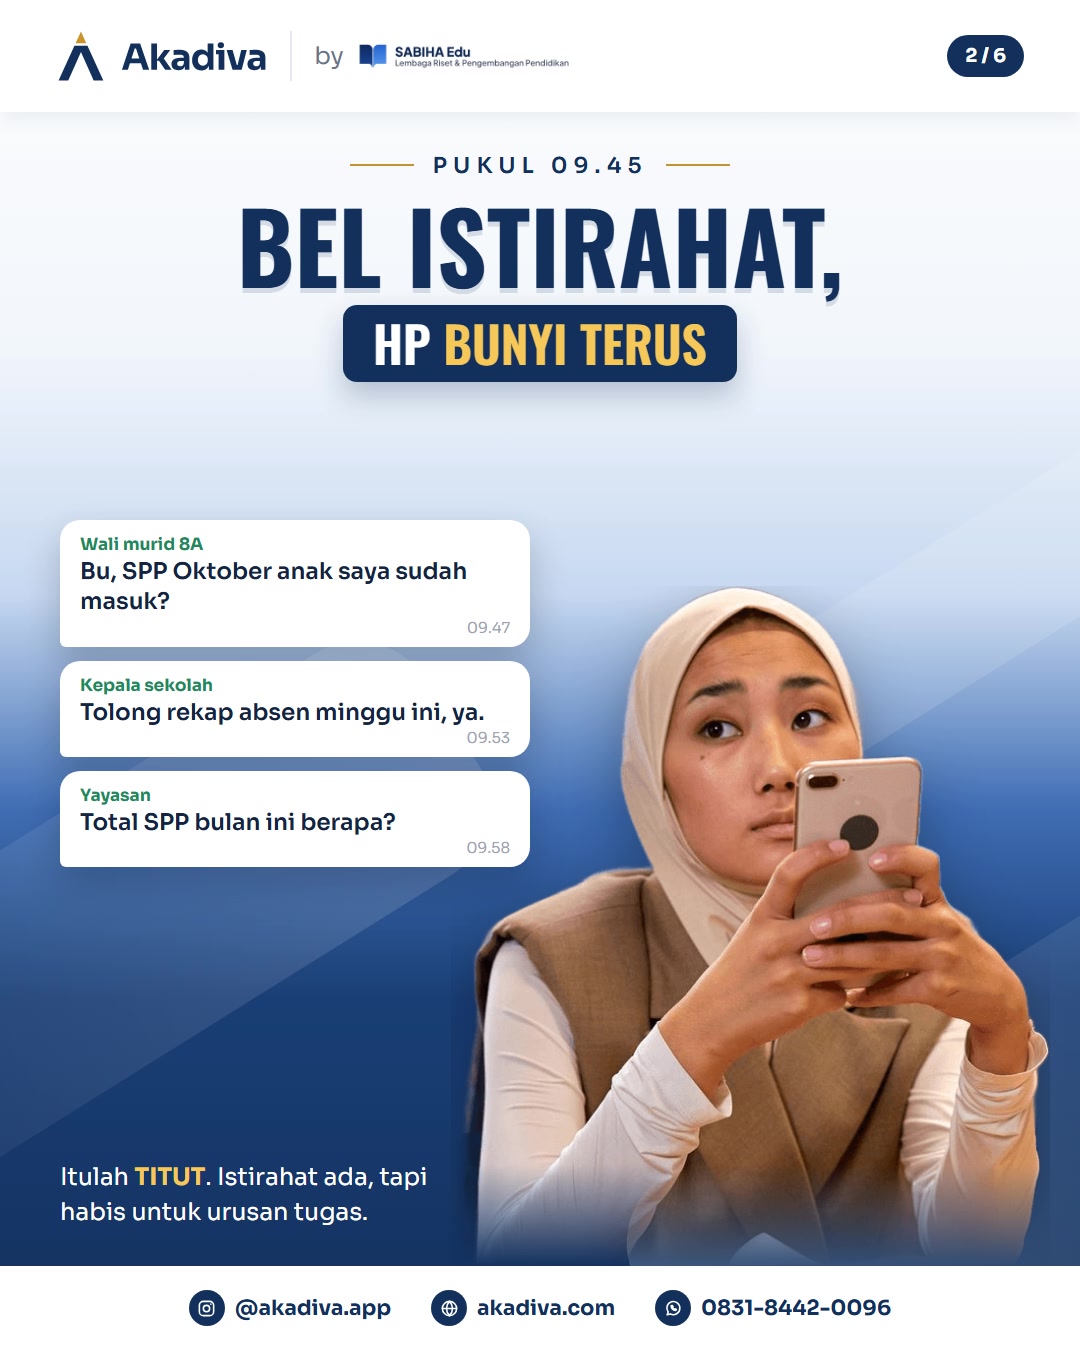 Akadiva
by
SABIHA Edu
Lembaga Riset & Pengembangan Pendidikan
2/6
PUKUL 09.45
BEL ISTIRAHAT,
HP BUNYI TERUS
Wali murid 8A
Bu, SPP Oktober anak saya sudah
masuk?
09.47
Kepala sekolah
Tolong rekap absen minggu ini, ya.
09.53
Yayasan
Total SPP bulan ini berapa?
09.58
Itulah TITUT. Istirahat ada, tapi
habis untuk urusan tugas.
@akadiva.app
akadiva.com
0831-8442-0096